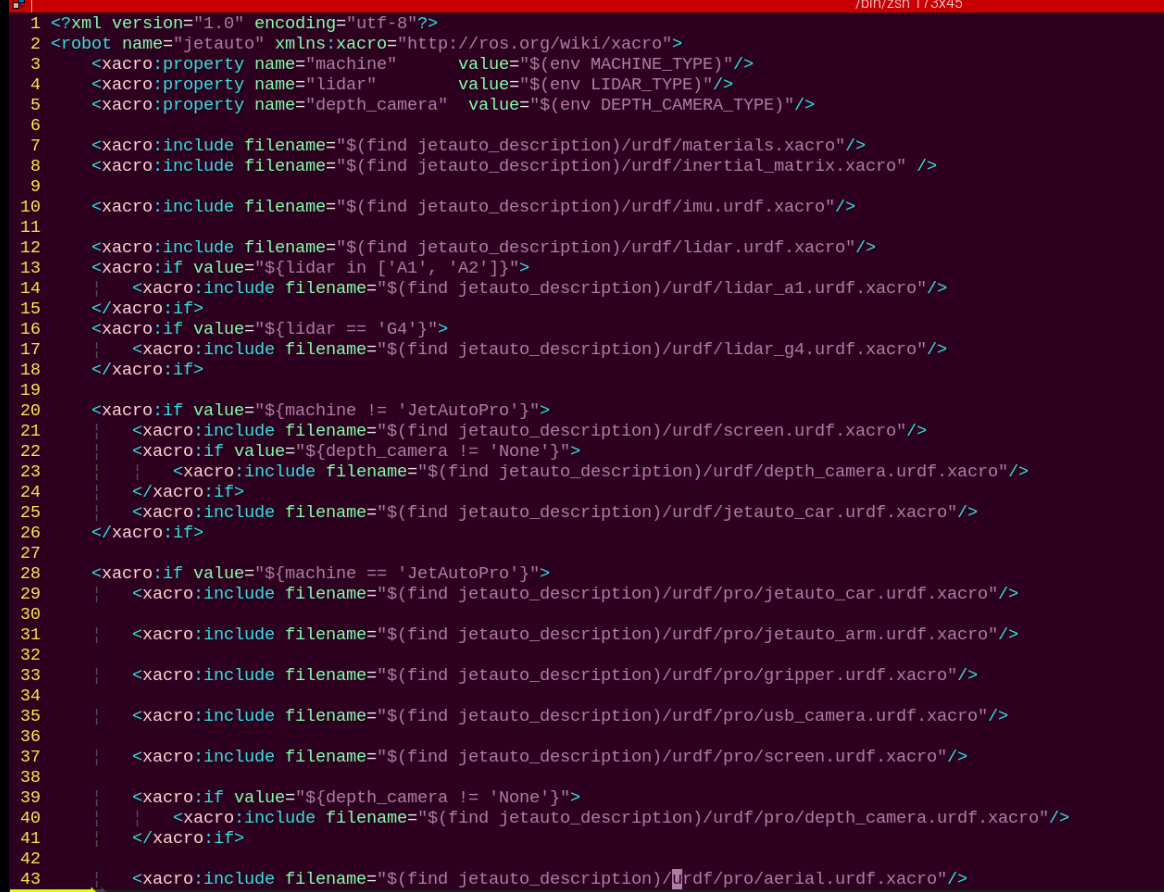 /bin/zsh 173x45
1 <?xml version="1.0" encoding="utf-8"?>
2 <robot name="jetauto" xmlns:xacro="http://ros.org/wiki/xacro">
3     <xacro:property name="machine"      value="$(env MACHINE_TYPE)"/>
4     <xacro:property name="lidar"        value="$(env LIDAR_TYPE)"/>
5     <xacro:property name="depth_camera"  value="$(env DEPTH_CAMERA_TYPE)"/>
6
7     <xacro:include filename="$(find jetauto_description)/urdf/materials.xacro"/>
8     <xacro:include filename="$(find jetauto_description)/urdf/inertial_matrix.xacro" />
9
10     <xacro:include filename="$(find jetauto_description)/urdf/imu.urdf.xacro"/>
11
12     <xacro:include filename="$(find jetauto_description)/urdf/lidar.urdf.xacro"/>
13     <xacro:if value="${lidar in ['A1', 'A2']}">
14     ¦   <xacro:include filename="$(find jetauto_description)/urdf/lidar_a1.urdf.xacro"/>
15     </xacro:if>
16     <xacro:if value="${lidar == 'G4'}">
17     ¦   <xacro:include filename="$(find jetauto_description)/urdf/lidar_g4.urdf.xacro"/>
18     </xacro:if>
19
20     <xacro:if value="${machine != 'JetAutoPro'}">
21     ¦   <xacro:include filename="$(find jetauto_description)/urdf/screen.urdf.xacro"/>
22     ¦   <xacro:if value="${depth_camera != 'None'}">
23     ¦   ¦   <xacro:include filename="$(find jetauto_description)/urdf/depth_camera.urdf.xacro"/>
24     ¦   </xacro:if>
25     ¦   <xacro:include filename="$(find jetauto_description)/urdf/jetauto_car.urdf.xacro"/>
26     </xacro:if>
27
28     <xacro:if value="${machine == 'JetAutoPro'}">
29     ¦   <xacro:include filename="$(find jetauto_description)/urdf/pro/jetauto_car.urdf.xacro"/>
30
31     ¦   <xacro:include filename="$(find jetauto_description)/urdf/pro/jetauto_arm.urdf.xacro"/>
32
33     ¦   <xacro:include filename="$(find jetauto_description)/urdf/pro/gripper.urdf.xacro"/>
34
35     ¦   <xacro:include filename="$(find jetauto_description)/urdf/pro/usb_camera.urdf.xacro"/>
36
37     ¦   <xacro:include filename="$(find jetauto_description)/urdf/pro/screen.urdf.xacro"/>
38
39     ¦   <xacro:if value="${depth_camera != 'None'}">
40     ¦   ¦   <xacro:include filename="$(find jetauto_description)/urdf/pro/depth_camera.urdf.xacro"/>
41     ¦   </xacro:if>
42
43     ¦   <xacro:include filename="$(find jetauto_description)/urdf/pro/aerial.urdf.xacro"/>